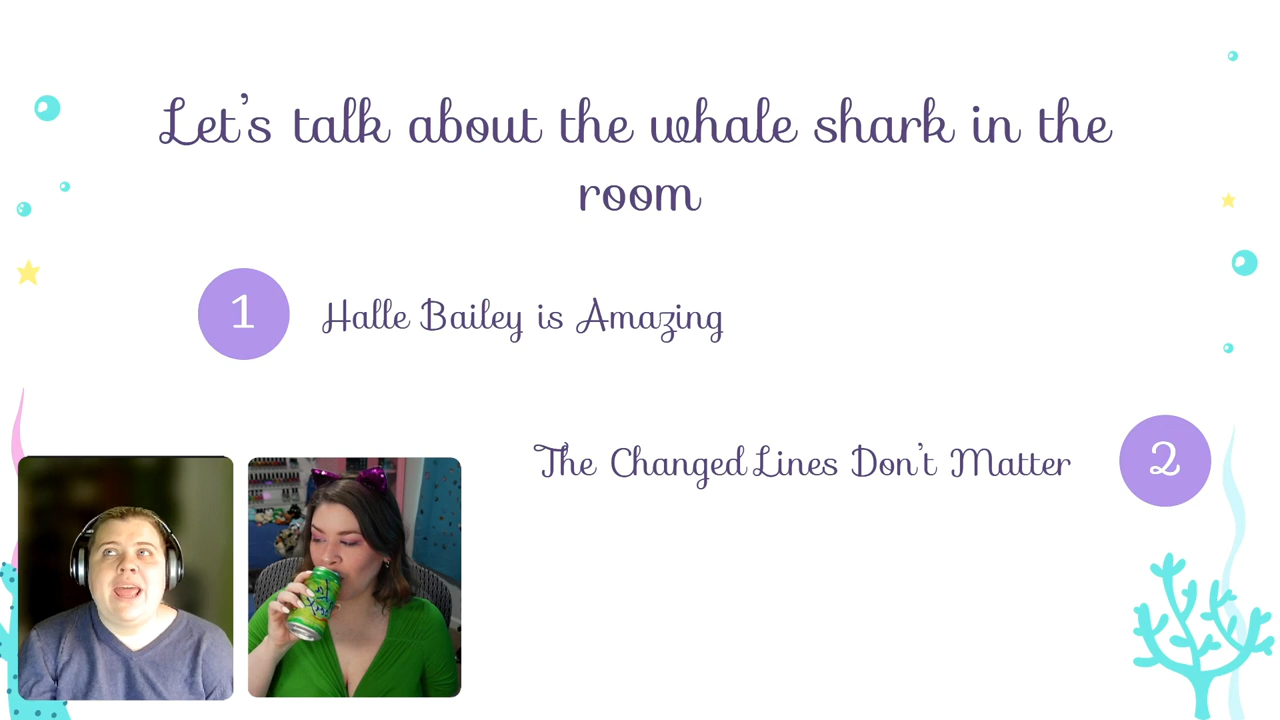 Let's talk about the whale shark in the
room
1
Halle Bailey is Amazing
The Changed Lines Don't Matter
2